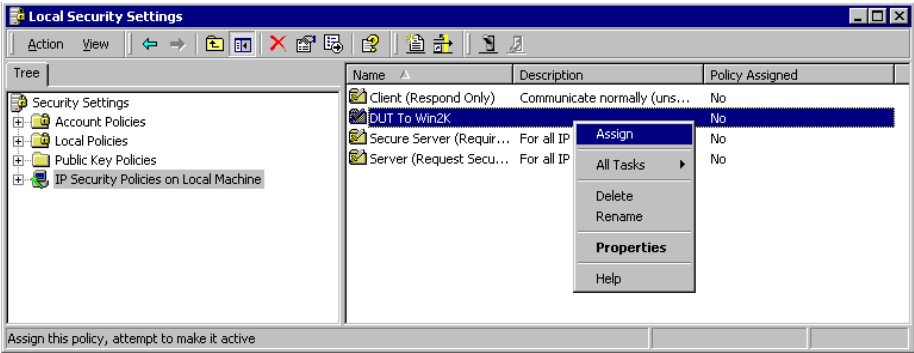 Local Security Settings
Action View
Tree
Name Description Policy Assigned
Security Settings
Account Policies
Local Policies
Public Key Policies
IP Security Policies on Local Machine
Client (Respond Only) Communicate normally (uns... No
DUT To Win2K No
Secure Server (Requir... For all IP No
Server (Request Secu... For all IP No
Assign
All Tasks
Delete
Rename
Properties
Help
Assign this policy, attempt to make it active